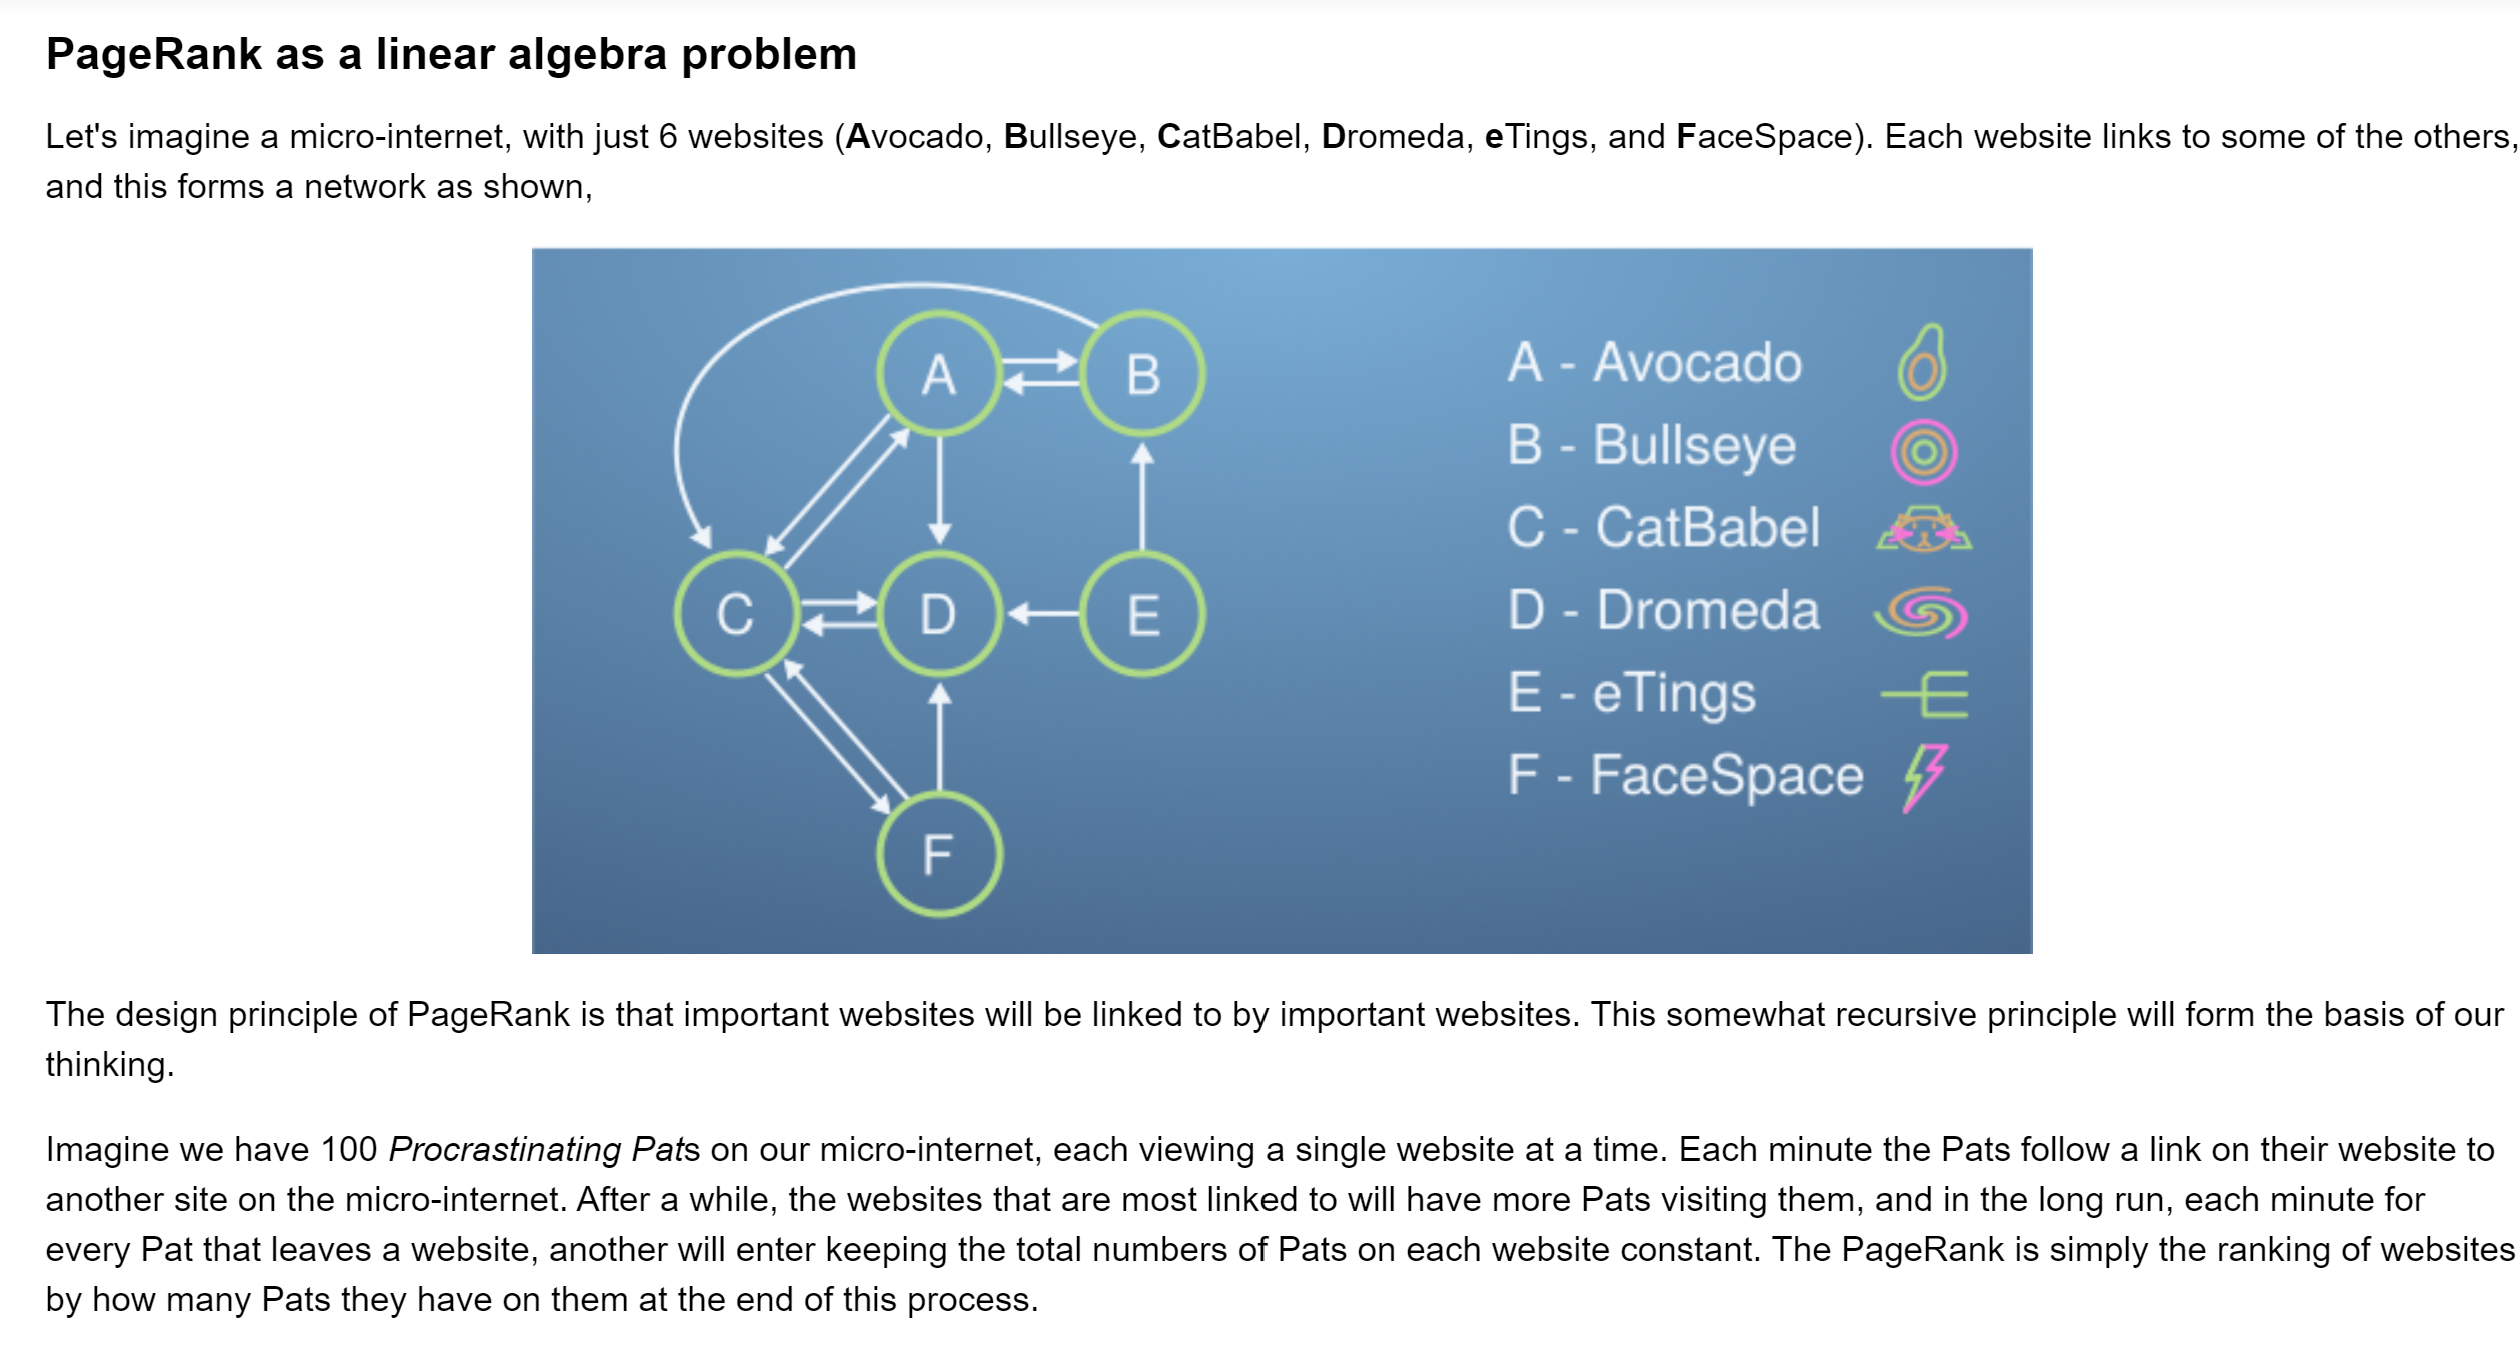 PageRank as a linear algebra problem
Let's imagine a micro-internet, with just 6 websites (Avocado, Bullseye, CatBabel, Dromeda, eTings, and FaceSpace). Each website links to some of the others,
and this forms a network as shown,
A
B
C
D
E
F
A - Avocado
B - Bullseye
C - CatBabel
D - Dromeda
E - eTings
F - FaceSpace
The design principle of PageRank is that important websites will be linked to by important websites. This somewhat recursive principle will form the basis of our
thinking.
Imagine we have 100 Procrastinating Pats on our micro-internet, each viewing a single website at a time. Each minute the Pats follow a link on their website to
another site on the micro-internet. After a while, the websites that are most linked to will have more Pats visiting them, and in the long run, each minute for
every Pat that leaves a website, another will enter keeping the total numbers of Pats on each website constant. The PageRank is simply the ranking of websites
by how many Pats they have on them at the end of this process.